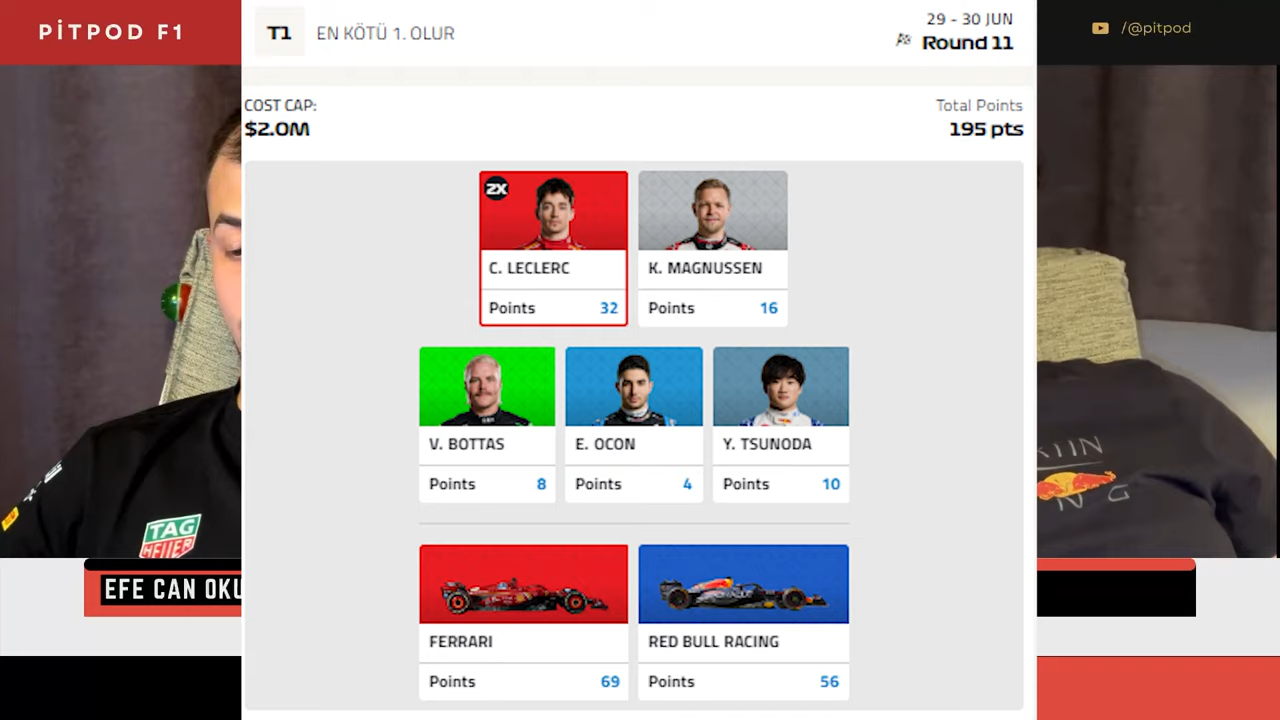 PİTPOD F1
T1
EN KÖTÜ 1. OLUR
29 - 30 JUN
Round 11
/@pitpod
COST CAP:
$2.0M
Total Points
195 pts
2X
C. LECLERC
Points 32
K. MAGNUSSEN
Points 16
V. BOTTAS
Points 8
E. OCON
Points 4
Y. TSUNODA
Points 10
FERRARI
Points 69
RED BULL RACING
Points 56
TAG
HEUER
EFE CAN OKU